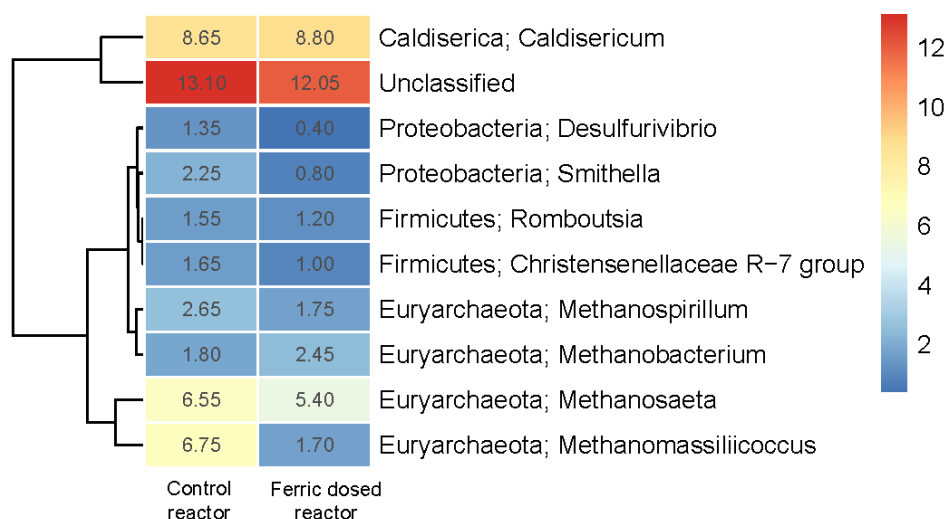 8.65 8.80 Caldiserica; Caldisericum
13.10 12.05 Unclassified
1.35 0.40 Proteobacteria; Desulfurivibrio
2.25 0.80 Proteobacteria; Smithella
1.55 1.20 Firmicutes; Romboutsia
1.65 1.00 Firmicutes; Christensenellaceae R−7 group
2.65 1.75 Euryarchaeota; Methanospirillum
1.80 2.45 Euryarchaeota; Methanobacterium
6.55 5.40 Euryarchaeota; Methanosaeta
6.75 1.70 Euryarchaeota; Methanomassiliicoccus
Control reactor
Ferric dosed reactor
12
10
8
6
4
2